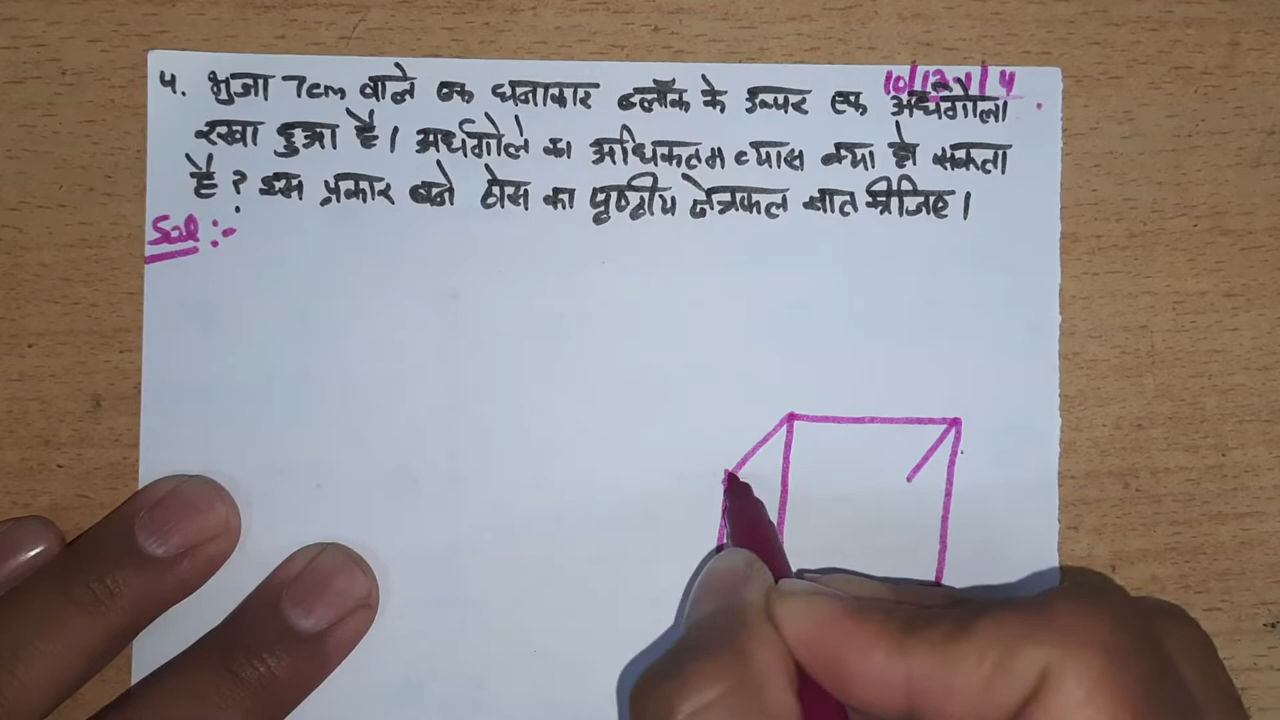 10/12.1/4
4. भुजा 7cm वाले एक घनाकार ब्लॉक के ऊपर एक अर्धगोला
रखा हुआ है। अर्धगोले का अधिकतम व्यास क्या हो सकता
है? इस प्रकार बने ठोस का पृष्ठीय क्षेत्रफल ज्ञात कीजिए।
Sol :-